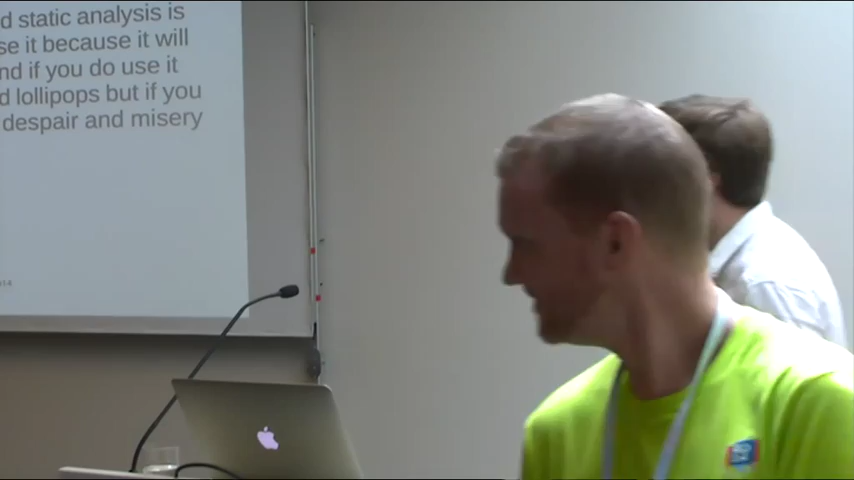 d static analysis is
se it because it will
nd if you do use it
d lollipops but if you
despair and misery
014